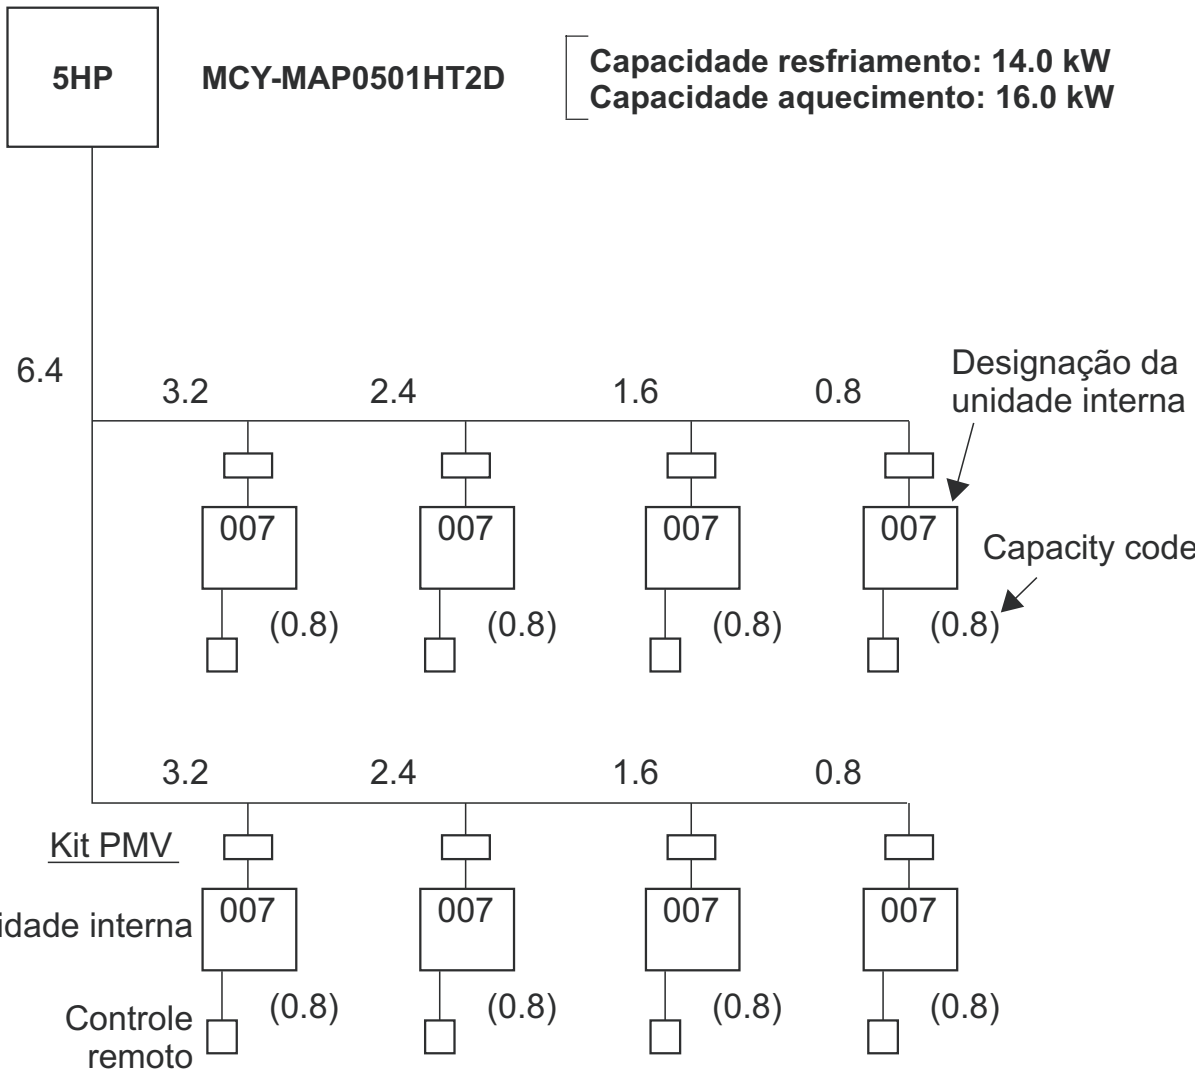 5HP
MCY-MAP0501HT2D
Capacidade resfriamento: 14.0 kW
Capacidade aquecimento: 16.0 kW
6.4
3.2 2.4 1.6 0.8
Designação da
unidade interna
007 007 007 007
Capacity code
(0.8) (0.8) (0.8) (0.8)
3.2 2.4 1.6 0.8
Kit PMV
idade interna
007 007 007 007
(0.8) (0.8) (0.8) (0.8)
Controle
remoto